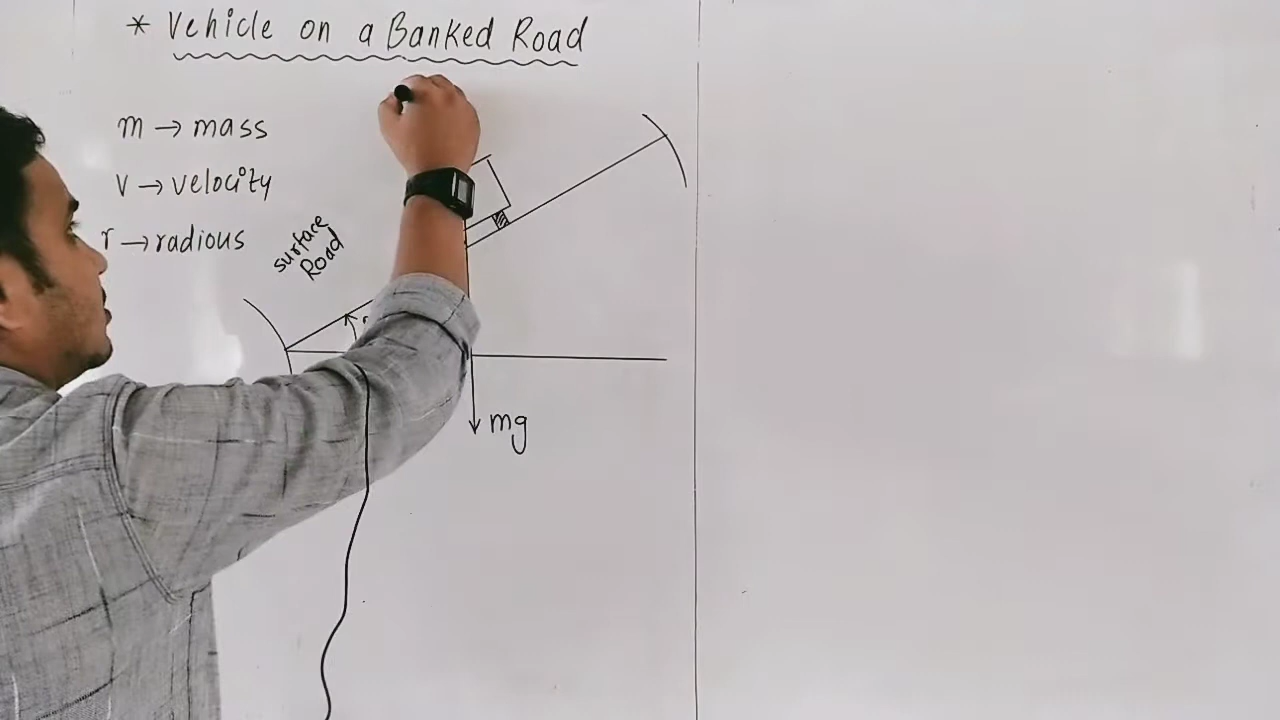 * Vehicle on a Banked Road
m → mass
v → velocity
r → radious
surface
Road
mg